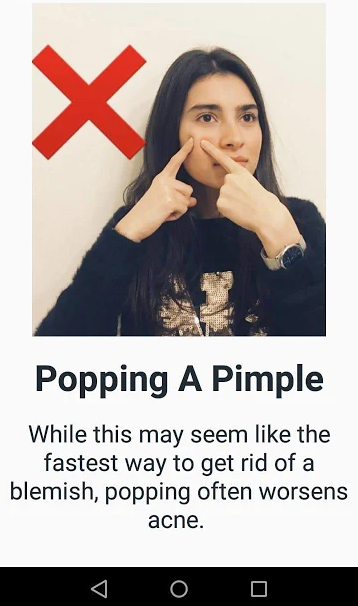 Popping A Pimple
While this may seem like the
fastest way to get rid of a
blemish, popping often worsens
acne.